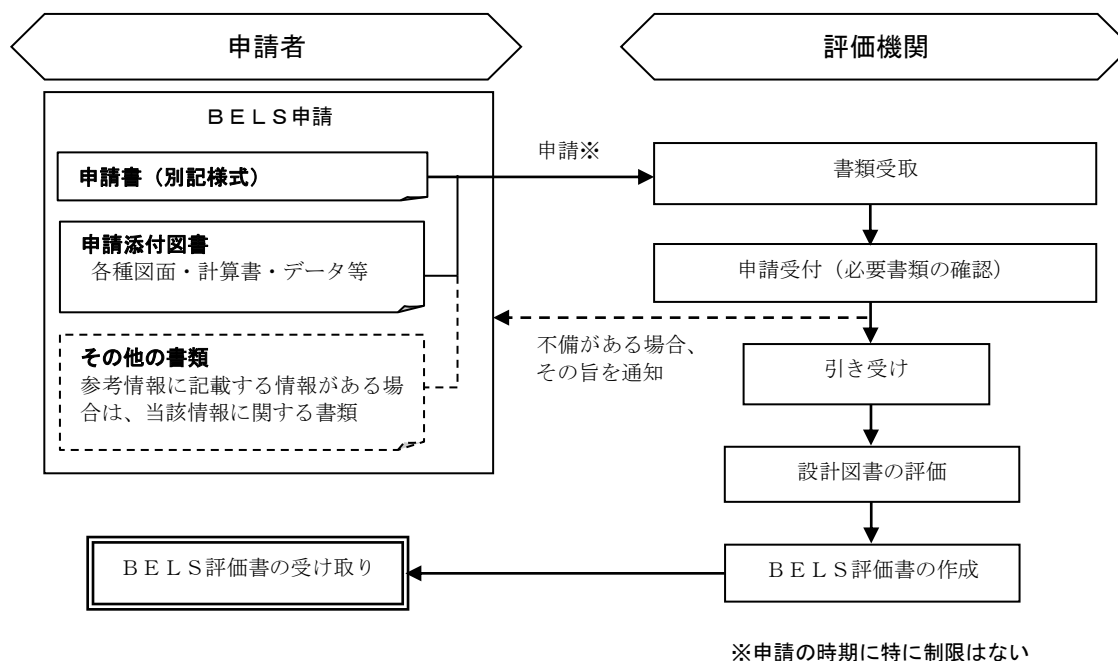 申請者
評価機関
ＢＥＬＳ申請
申請書（別記様式）
申請添付図書
各種図面・計算書・データ等
その他の書類
参考情報に記載する情報がある場
合は、当該情報に関する書類
申請※
書類受取
申請受付（必要書類の確認）
不備がある場合、
その旨を通知
引き受け
設計図書の評価
ＢＥＬＳ評価書の作成
ＢＥＬＳ評価書の受け取り
※申請の時期に特に制限はない